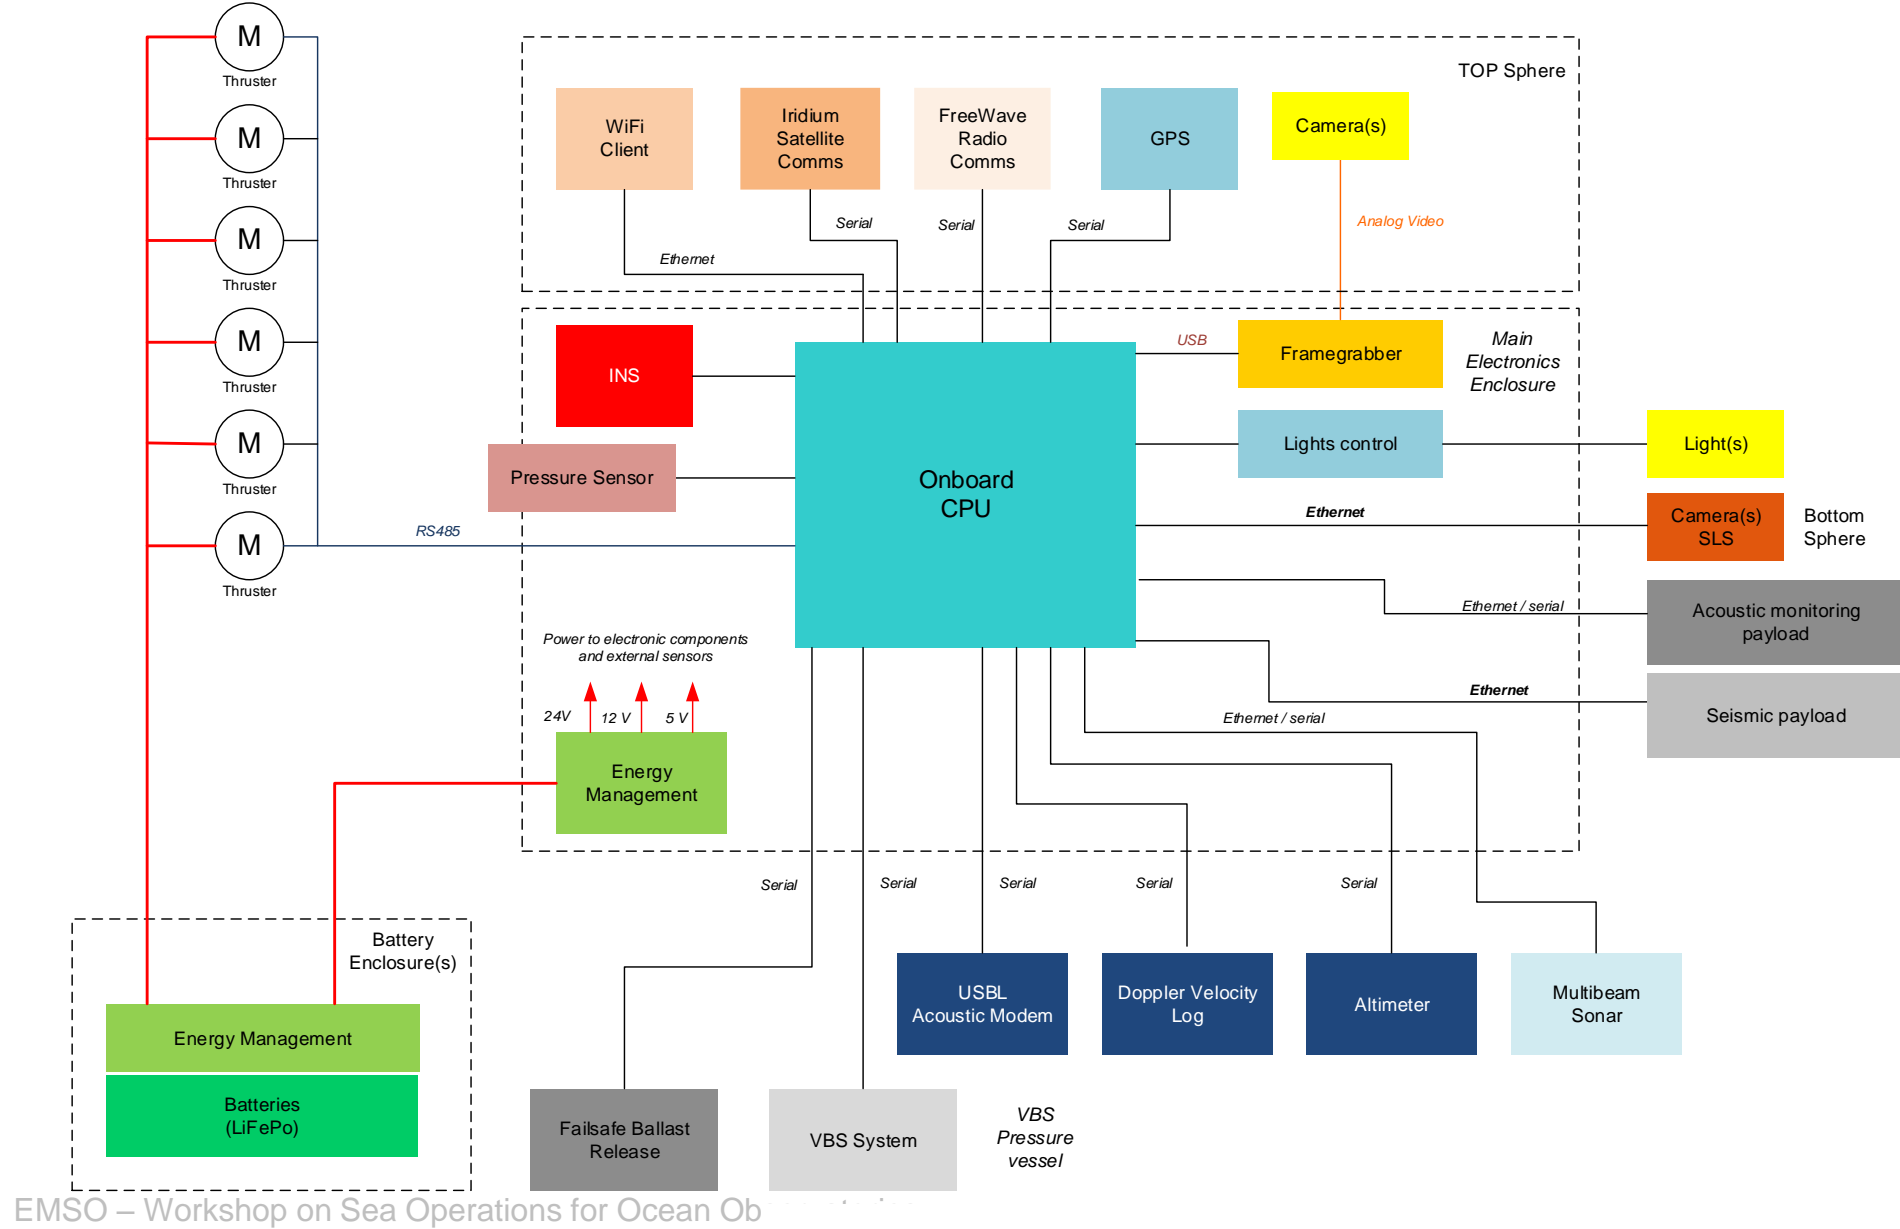 M
Thruster
M
Thruster
M
Thruster
M
Thruster
M
Thruster
M
Thruster
RS485
TOP Sphere
WiFi
Client
Iridium
Satellite
Comms
FreeWave
Radio
Comms
GPS
Camera(s)
Serial
Serial
Serial
Analog Video
Ethernet
INS
Pressure Sensor
Onboard
CPU
USB
Framegrabber
Main
Electronics
Enclosure
Lights control
Light(s)
Ethernet
Camera(s)
SLS
Bottom
Sphere
Ethernet / serial
Acoustic monitoring
payload
Ethernet
Seismic payload
Ethernet / serial
Power to electronic components
and external sensors
24V
12 V
5 V
Energy
Management
Serial
Serial
Serial
Serial
Serial
Battery
Enclosure(s)
Energy Management
Batteries
(LiFePo)
USBL
Acoustic Modem
Doppler Velocity
Log
Altimeter
Multibeam
Sonar
Failsafe Ballast
Release
VBS System
VBS
Pressure
vessel
EMSO – Workshop on Sea Operations for Ocean